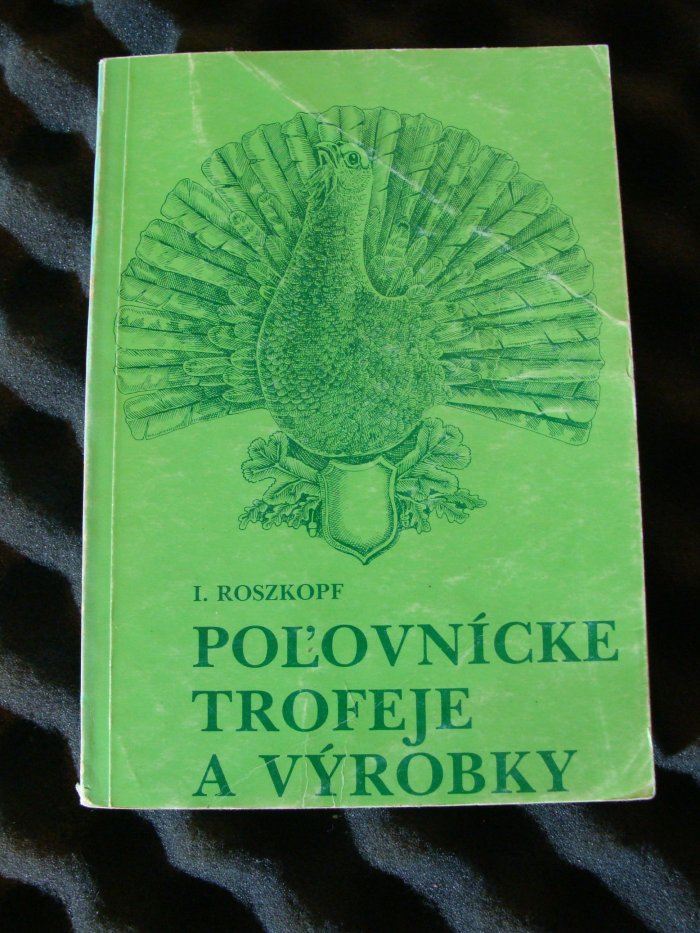 I. ROSZKOPF
POĽOVNÍCKE
TROFEJE
A VÝROBKY